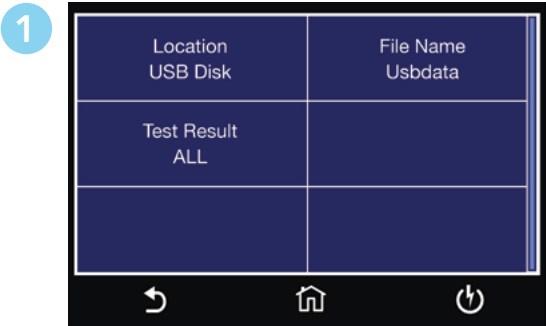 1
Location
USB Disk
File Name
Usbdata
Test Result
ALL